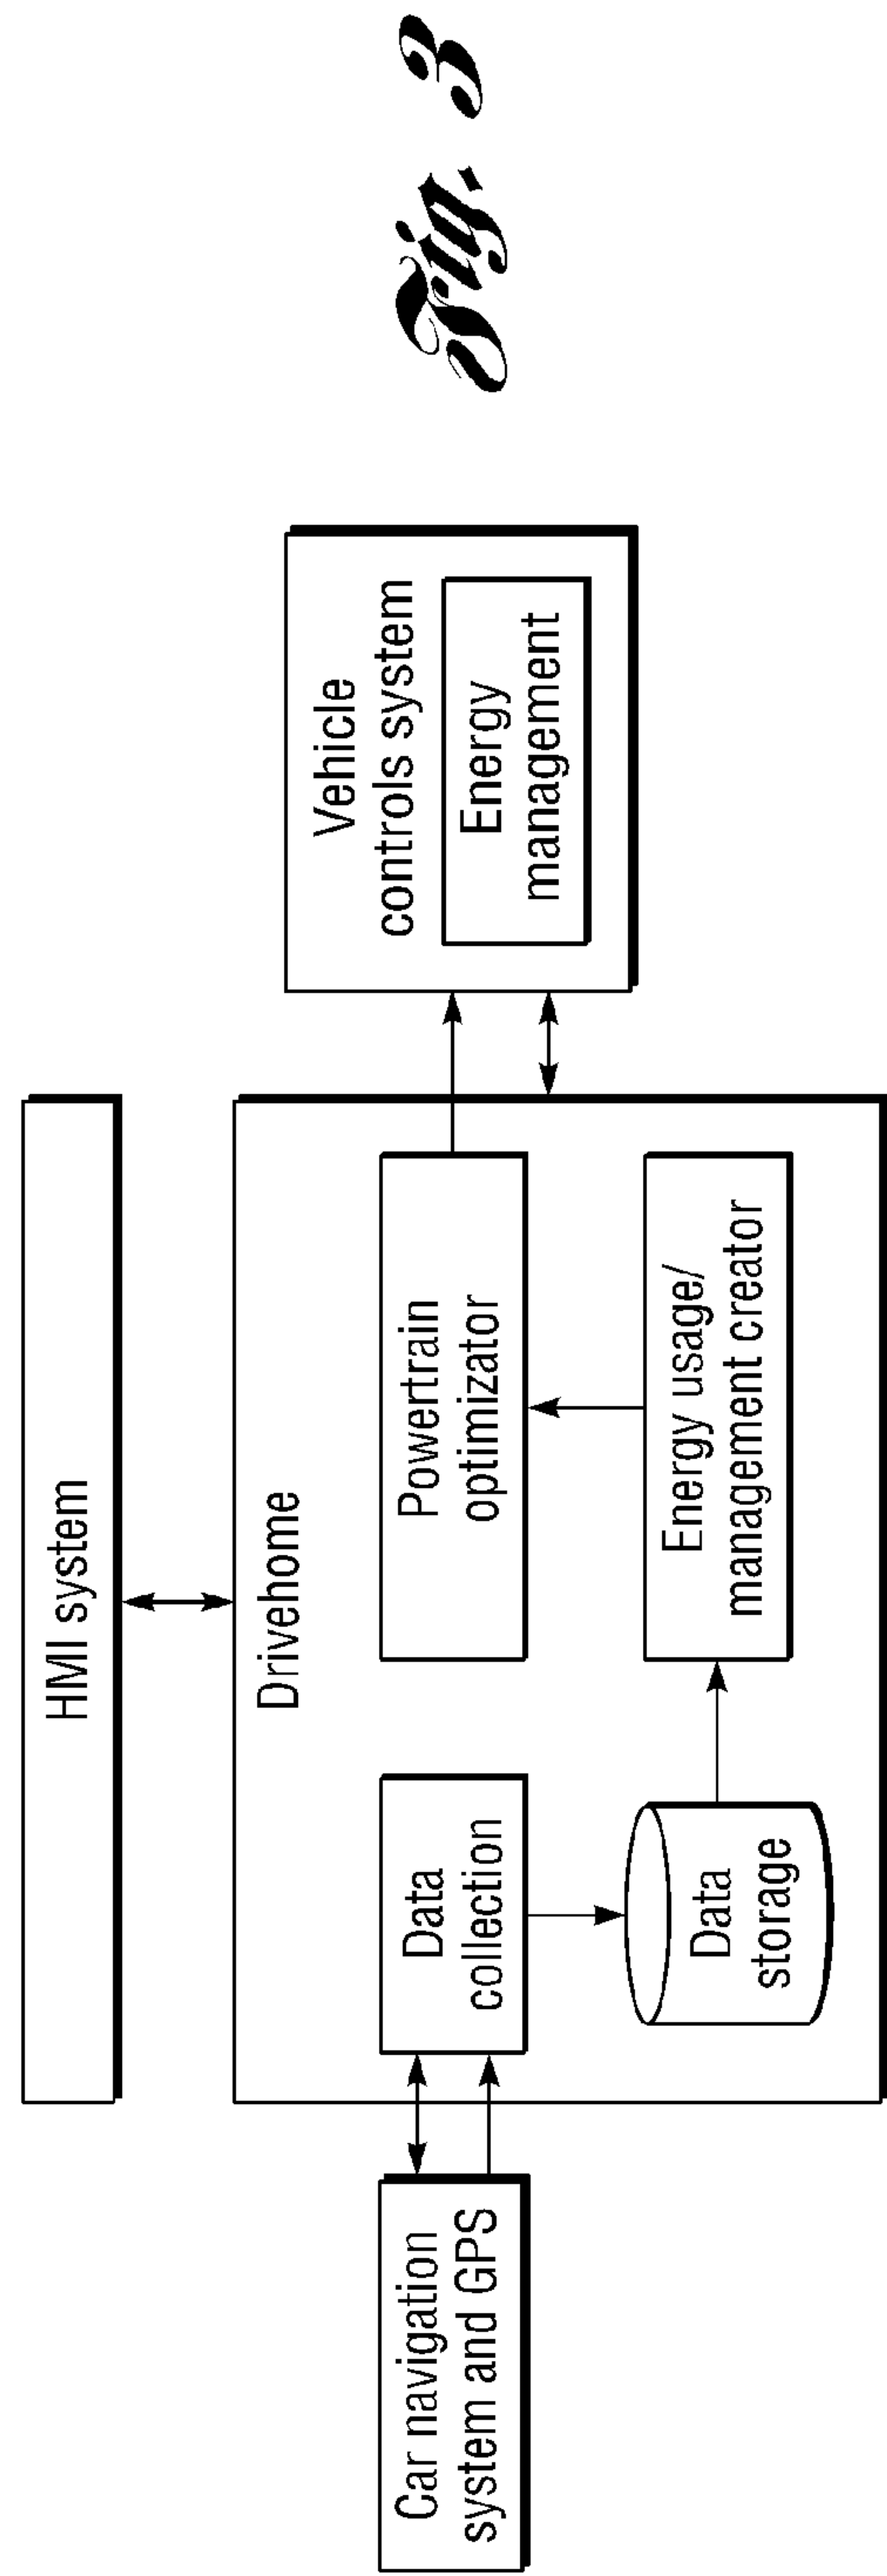 HMI system
Drivehome
Car navigation
system and GPS
Data
collection
Powertrain
optimizator
Vehicle
controls system
Energy
management
Data
storage
Energy usage/
management creator
Fig. 3